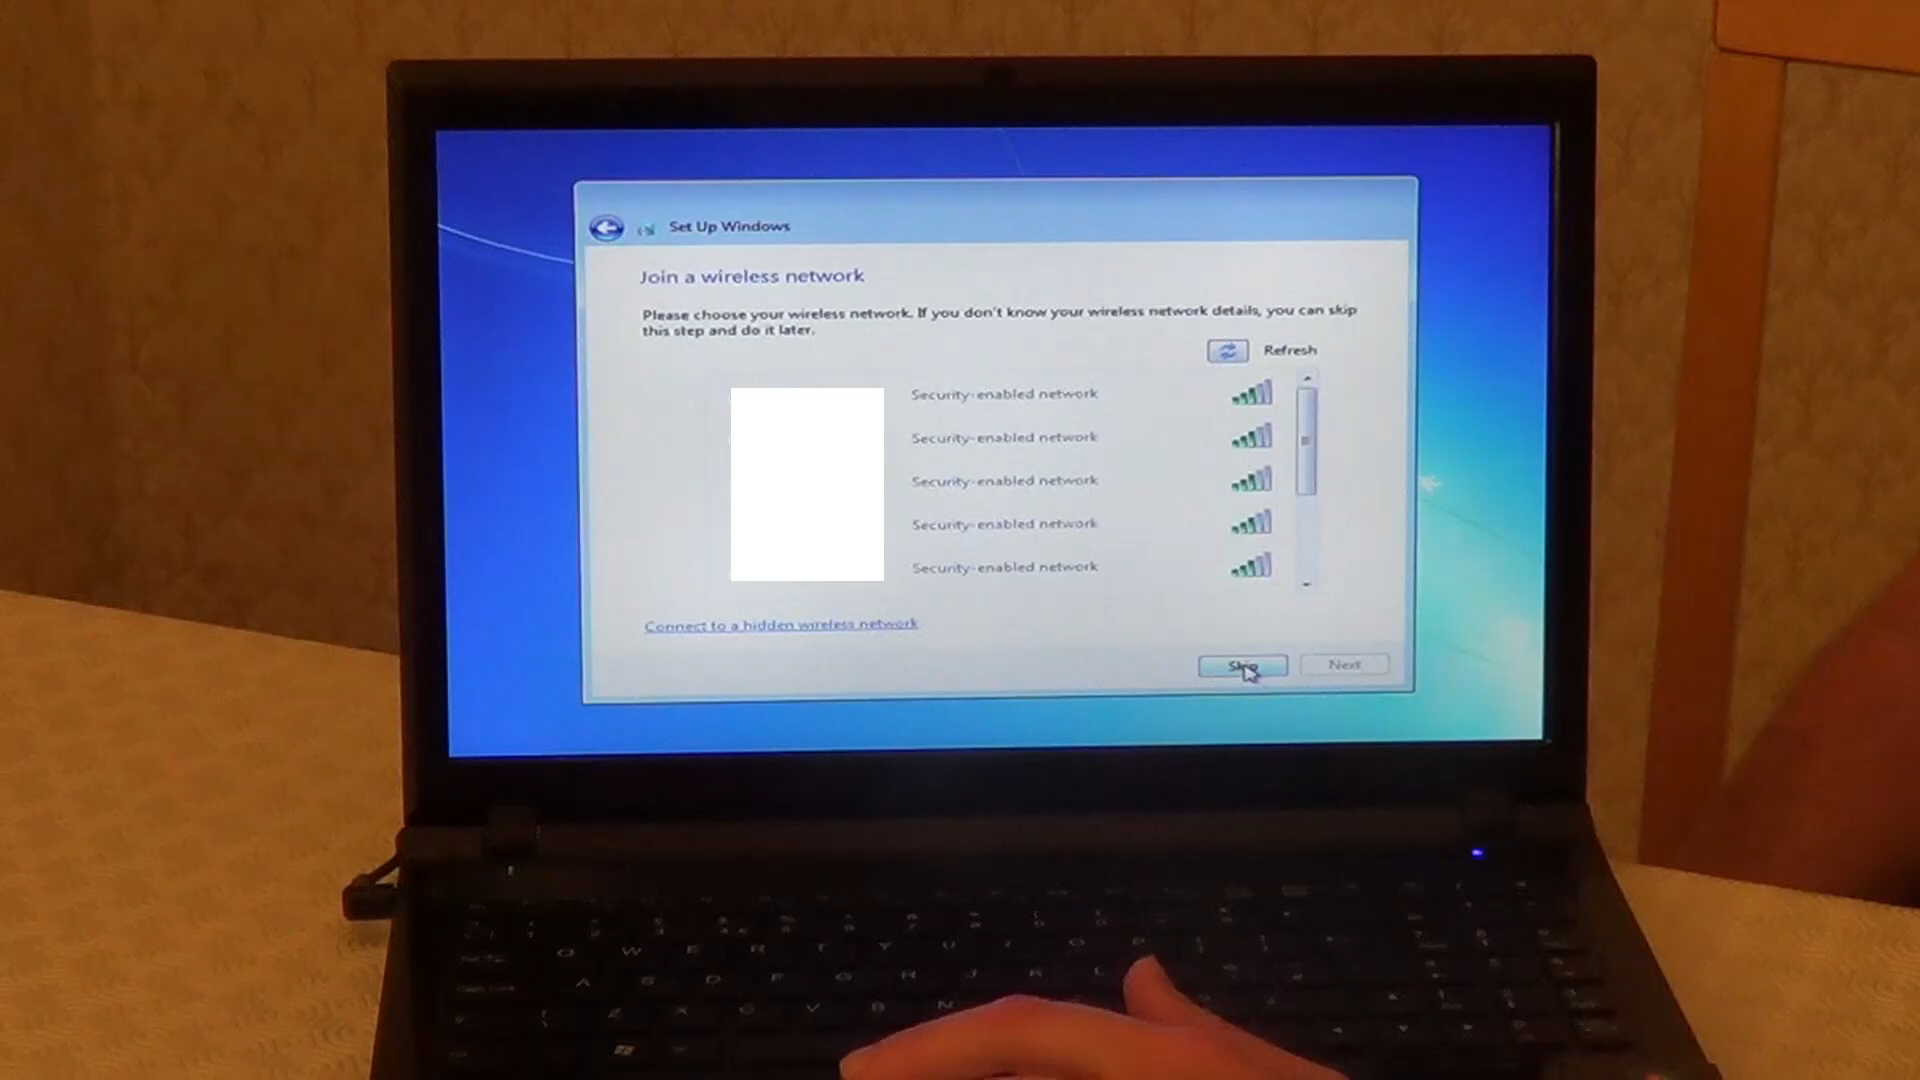 Set Up Windows
Join a wireless network
Please choose your wireless network. If you don't know your wireless network details, you can skip
this step and do it later.
Refresh
Security-enabled network
Security-enabled network
Security-enabled network
Security-enabled network
Security-enabled network
Connect to a hidden wireless network
Skip
Next
Q W E R T Y U I O P
A S D F G H J K L
Z X C V B N